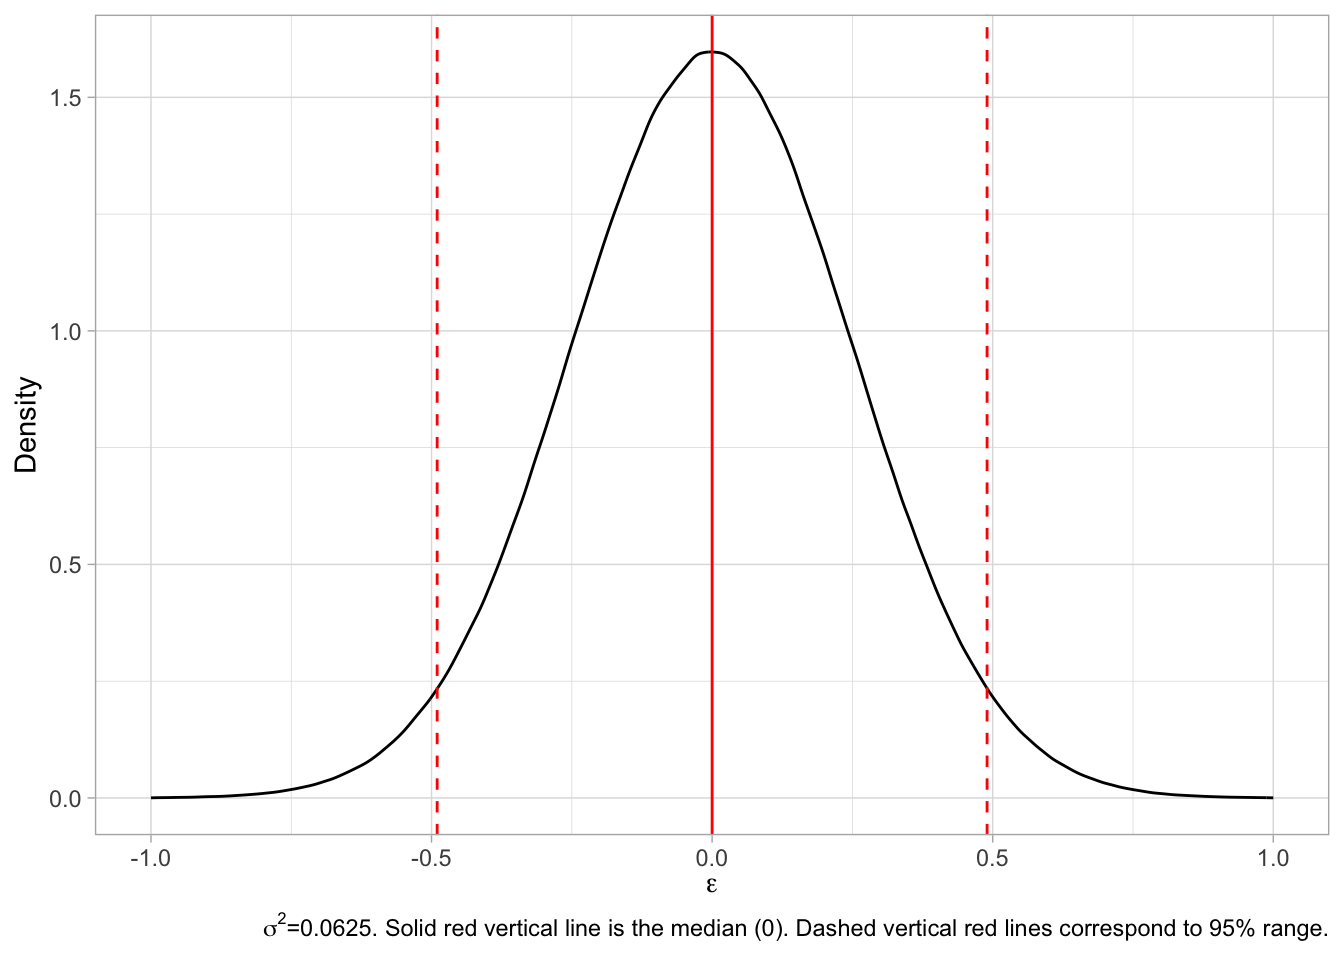 Density
1.5
1.0
0.5
0.0
-1.0 -0.5 0.0 0.5 1.0
ε
σ²=0.0625. Solid red vertical line is the median (0). Dashed vertical red lines correspond to 95% range.